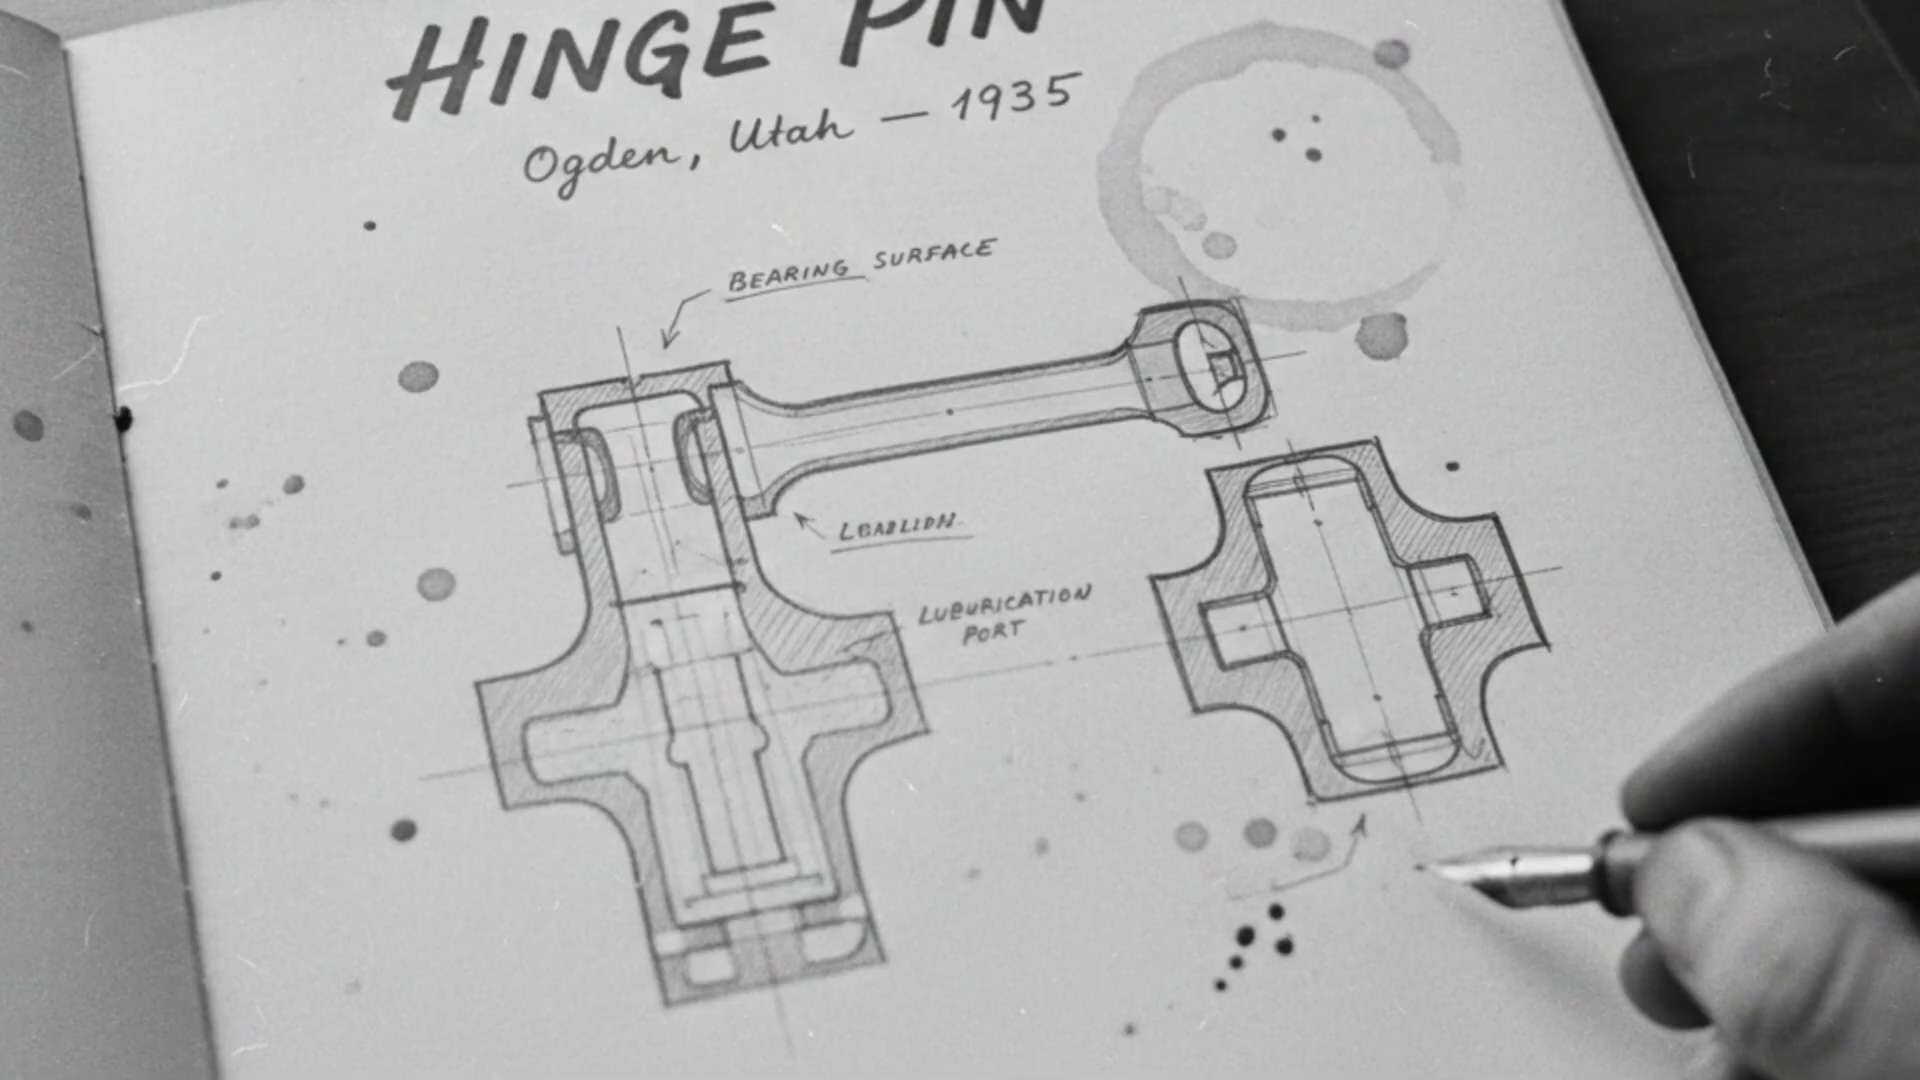 HINGE PIN
Ogden, Utah — 1935
BEARING SURFACE
LUBURICATION
PORT